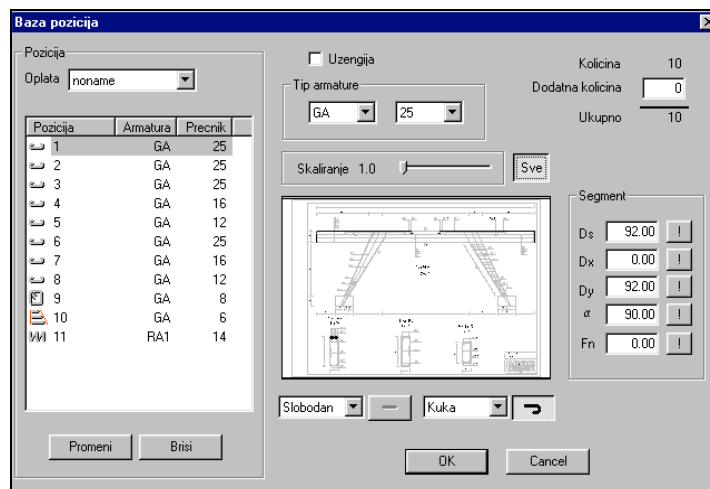 Baza pozicija
Pozicija
Oplata noname
Pozicija Armatura Precnik
1 GA 25
2 GA 25
3 GA 25
4 GA 16
5 GA 12
6 GA 25
7 GA 16
8 GA 12
9 GA 8
10 GA 6
11 RA1 14
Promeni Brisi
Uzengija
Tip armature
GA 25
Kolicina 10
Dodatna kolicina 0
Ukupno 10
Skaliranje 1.0 Sve
Segment
Ds 92.00 !
Dx 0.00 !
Dy 92.00 !
α 90.00 !
Fn 0.00 !
Slobodan Kuka
OK Cancel